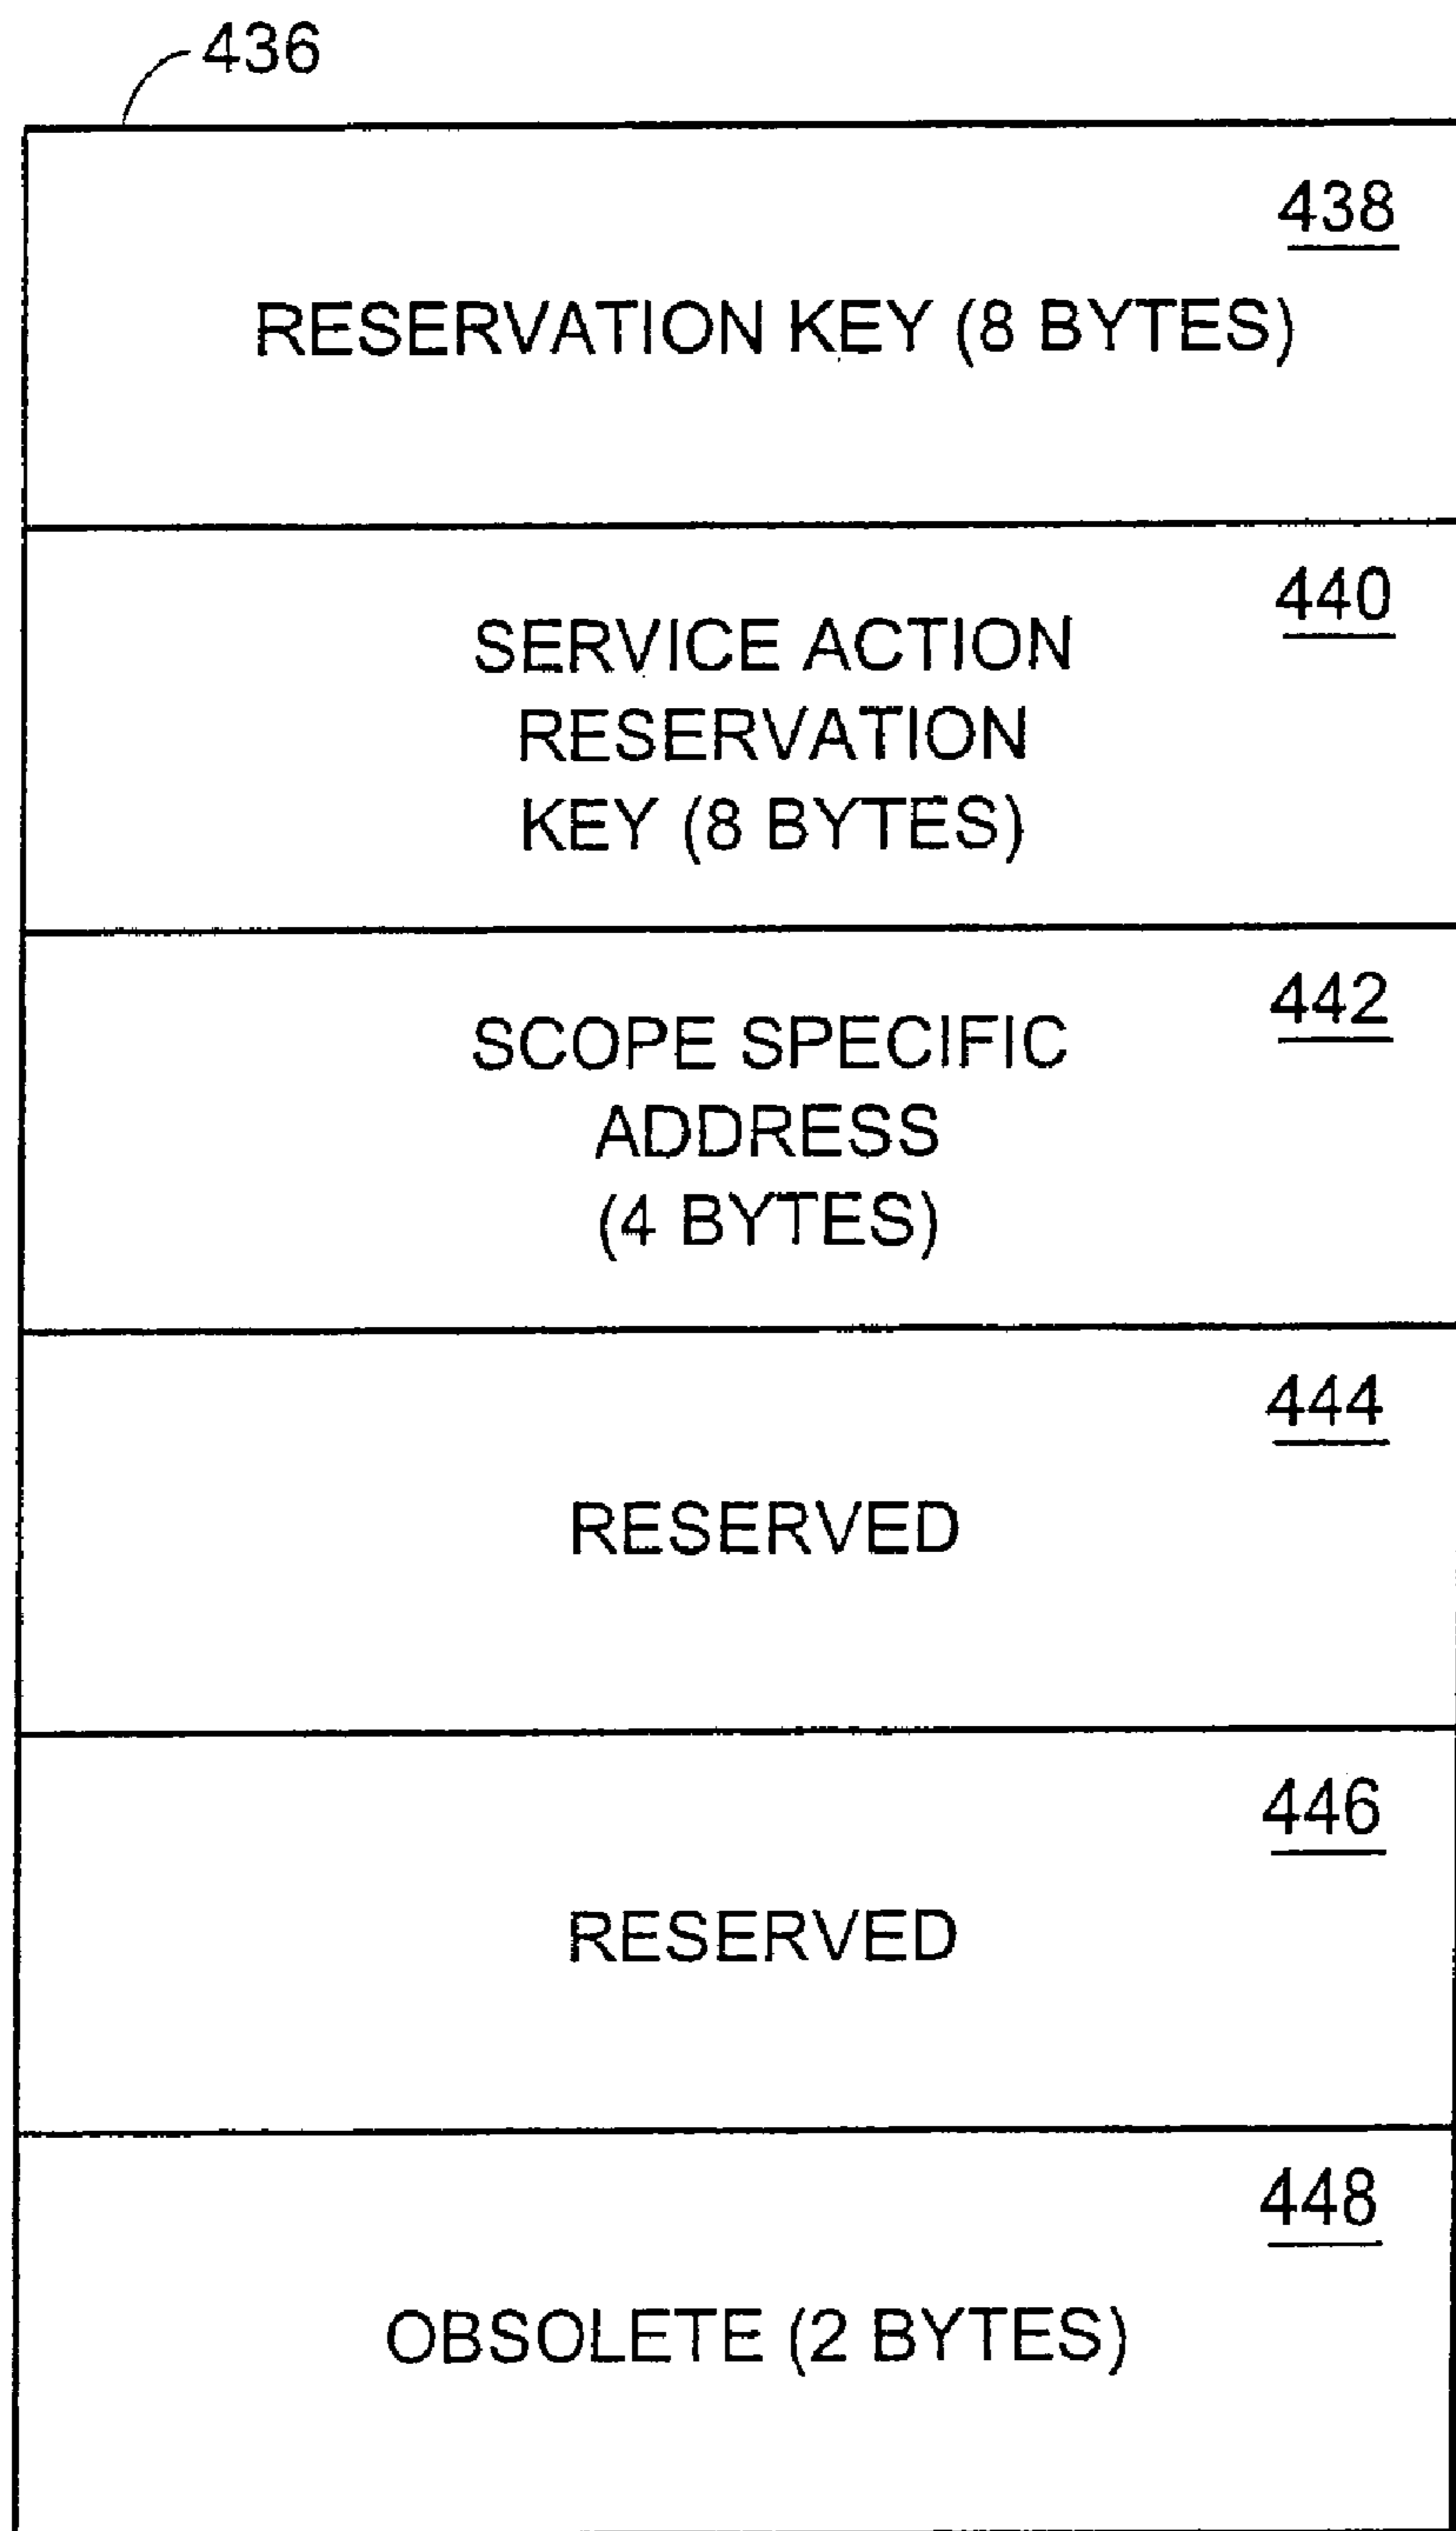 436
438
RESERVATION KEY (8 BYTES)
440
SERVICE ACTION
RESERVATION
KEY (8 BYTES)
442
SCOPE SPECIFIC
ADDRESS
(4 BYTES)
444
RESERVED
446
RESERVED
448
OBSOLETE (2 BYTES)